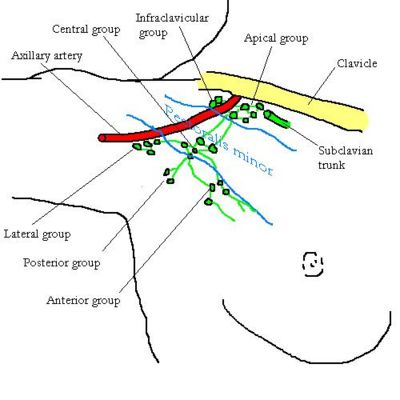 Infraclavicular
group
Central group
Apical group
Axillary artery
Clavicle
Pectoralis minor
Subclavian
trunk
Lateral group
Posterior group
Anterior group